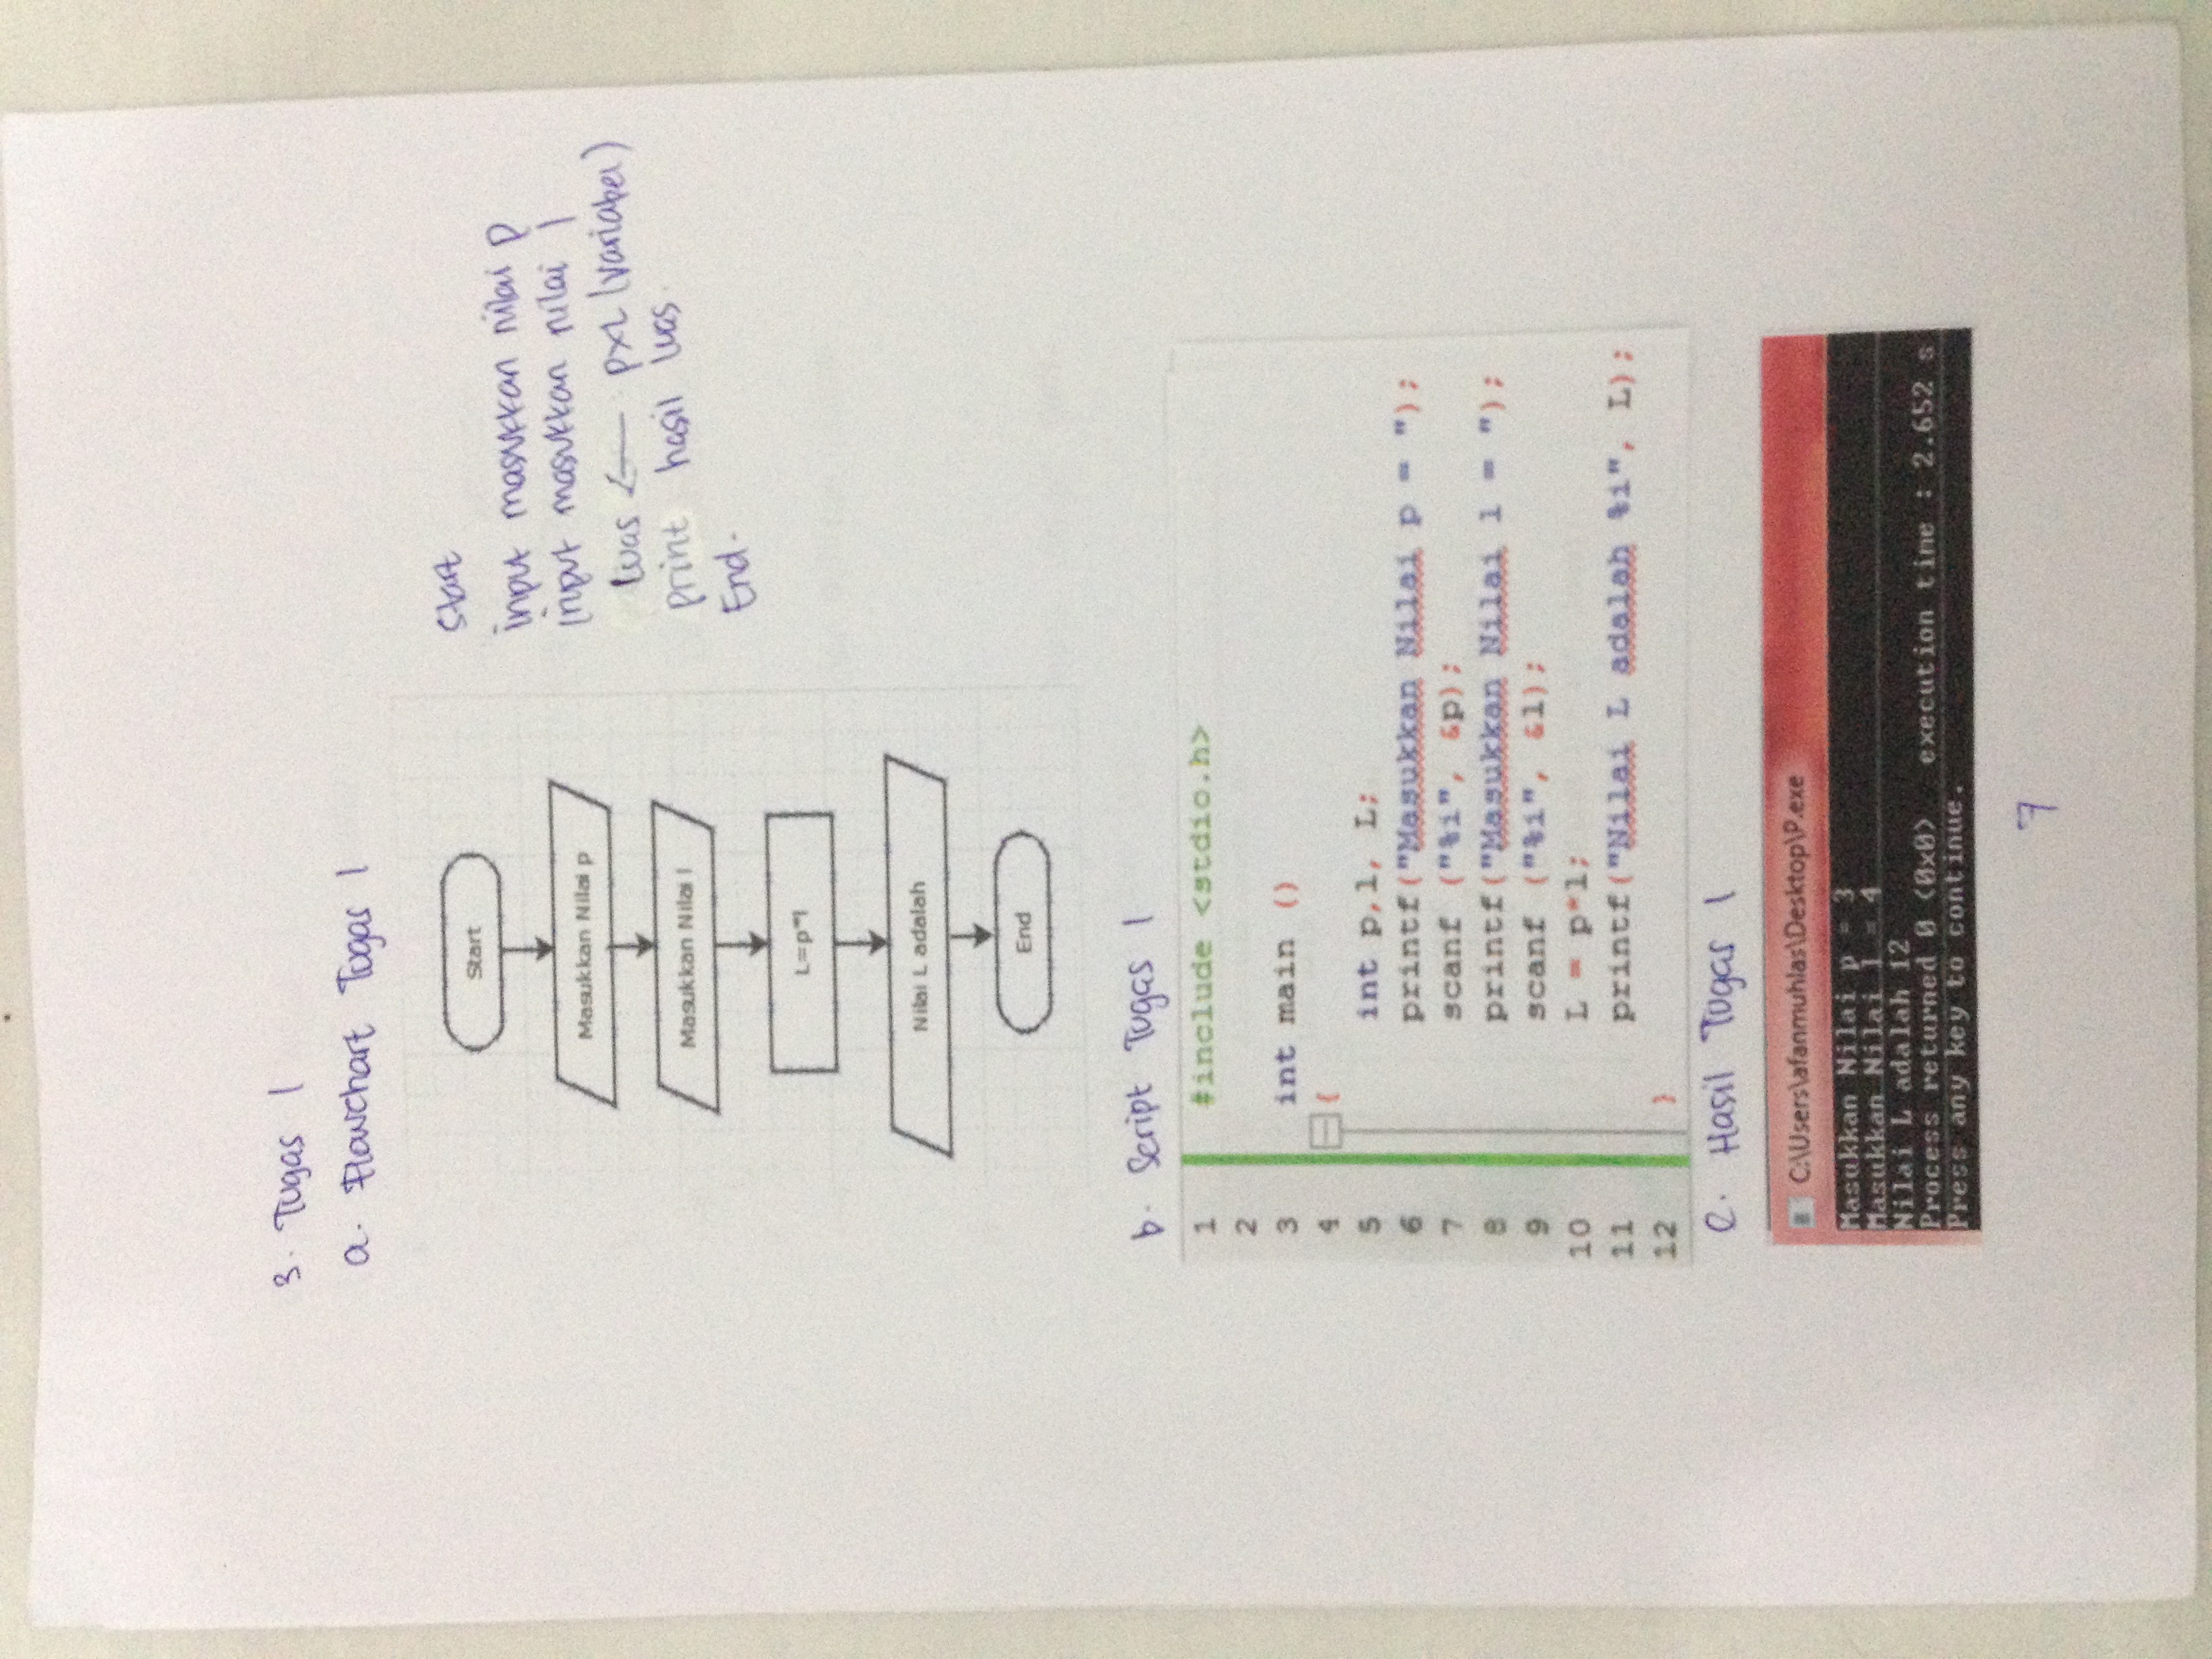 3. Tugas 1
a. Flowchart Tugas 1
Start
Masukkan Nilai p
Masukkan Nilai l
L=p*l
Nilai L adalah
End
Start
input masukkan nilai p
input masukkan nilai l
luas ← p×L (variabel)
print hasil luas.
End.
b. Script Tugas 1
1 #include <stdio.h>
2
3 int main ()
4 {
5 int p,l, L;
6 printf("Masukkan Nilai p = ");
7 scanf ("%i", &p);
8 printf("Masukkan Nilai l = ");
9 scanf ("%i", &l);
10 L = p*l;
11 printf("Nilai L adalah %i", L);
12 }
c. Hasil Tugas 1
C:\Users\afanmuhlas\Desktop\P.exe
Masukkan Nilai p = 3
Masukkan Nilai l = 4
Nilai L adalah 12
Process returned 0 (0x0) execution time : 2.652 s
Press any key to continue.
7